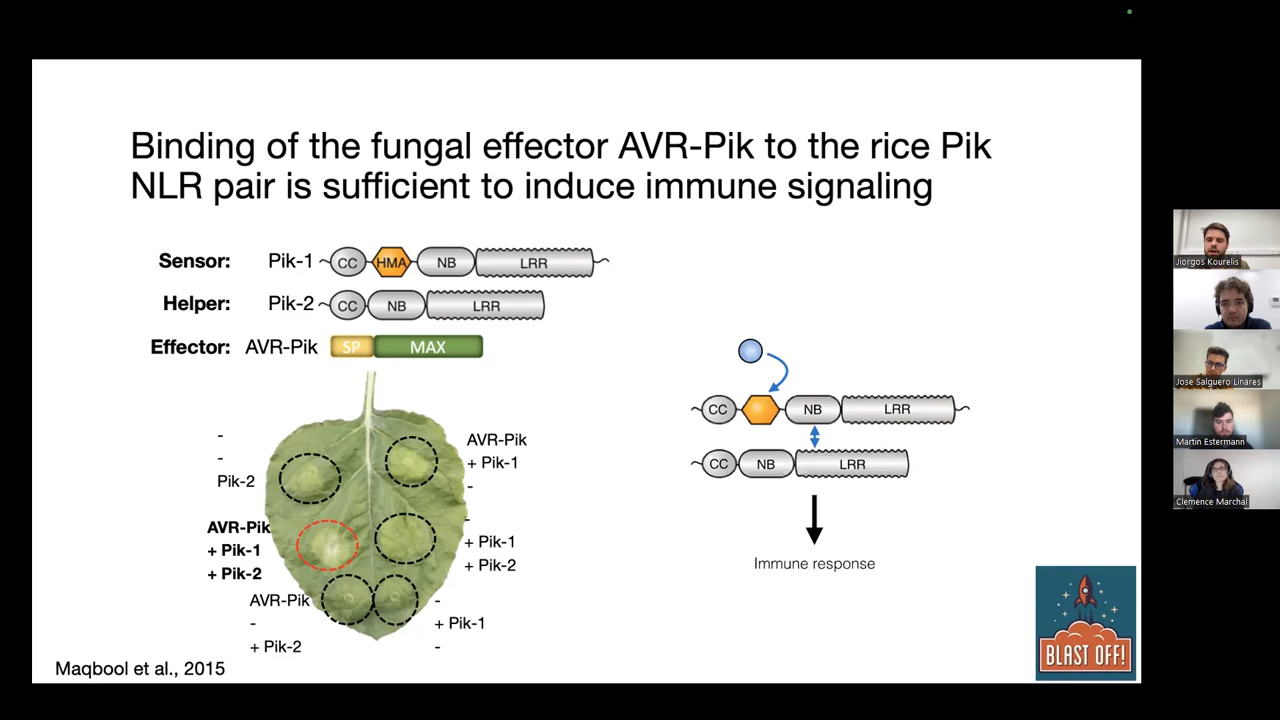 Binding of the fungal effector AVR-Pik to the rice Pik
NLR pair is sufficient to induce immune signaling
Sensor: Pik-1 CC HMA NB LRR
Helper: Pik-2 CC NB LRR
Effector: AVR-Pik SP MAX
-
-
Pik-2
AVR-Pik
+ Pik-1
-
AVR-Pik
+ Pik-1
+ Pik-2
-
+ Pik-1
+ Pik-2
AVR-Pik
-
+ Pik-2
-
+ Pik-1
-
CC NB LRR
CC NB LRR
Immune response
Maqbool et al., 2015
BLAST OFF!
Jiorgos Kourelis
Jose Salguero Linares
Martin Estermann
Clemence Marchal